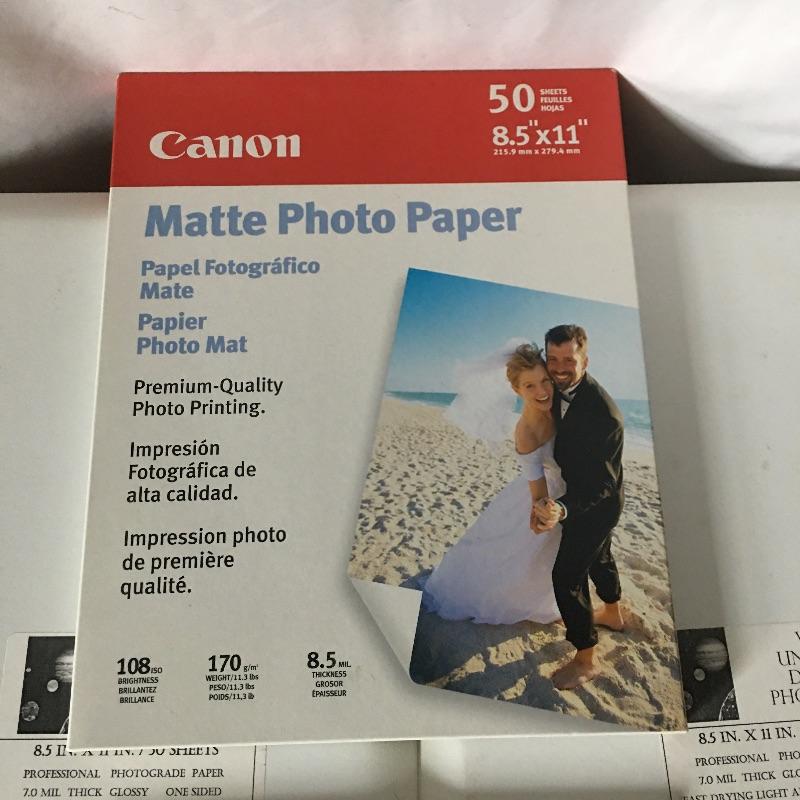 Canon
50 SHEETS
FEUILLES
HOJAS
8.5"x11"
215.9 mm x 279.4 mm
Matte Photo Paper
Papel Fotográfico
Mate
Papier
Photo Mat
Premium-Quality
Photo Printing.
Impresión
Fotográfica de
alta calidad.
Impression photo
de première
qualité.
108 ISO
BRIGHTNESS
BRILLANTEZ
BRILLANCE
170 g/m²
WEIGHT/11.3 lbs
PESO/11.3 lbs
POIDS/11,3 lb
8.5 MIL
THICKNESS
GROSOR
ÉPAISSEUR
8.5 IN. X 11 IN. / 50 SHEETS
PROFESSIONAL PHOTOGRADE PAPER
7.0 MIL THICK GLOSSY ONE SIDED
8.5 IN. X 11 IN.
PROFESSIONAL
7.0 MIL THICK
DRYING LIGHT